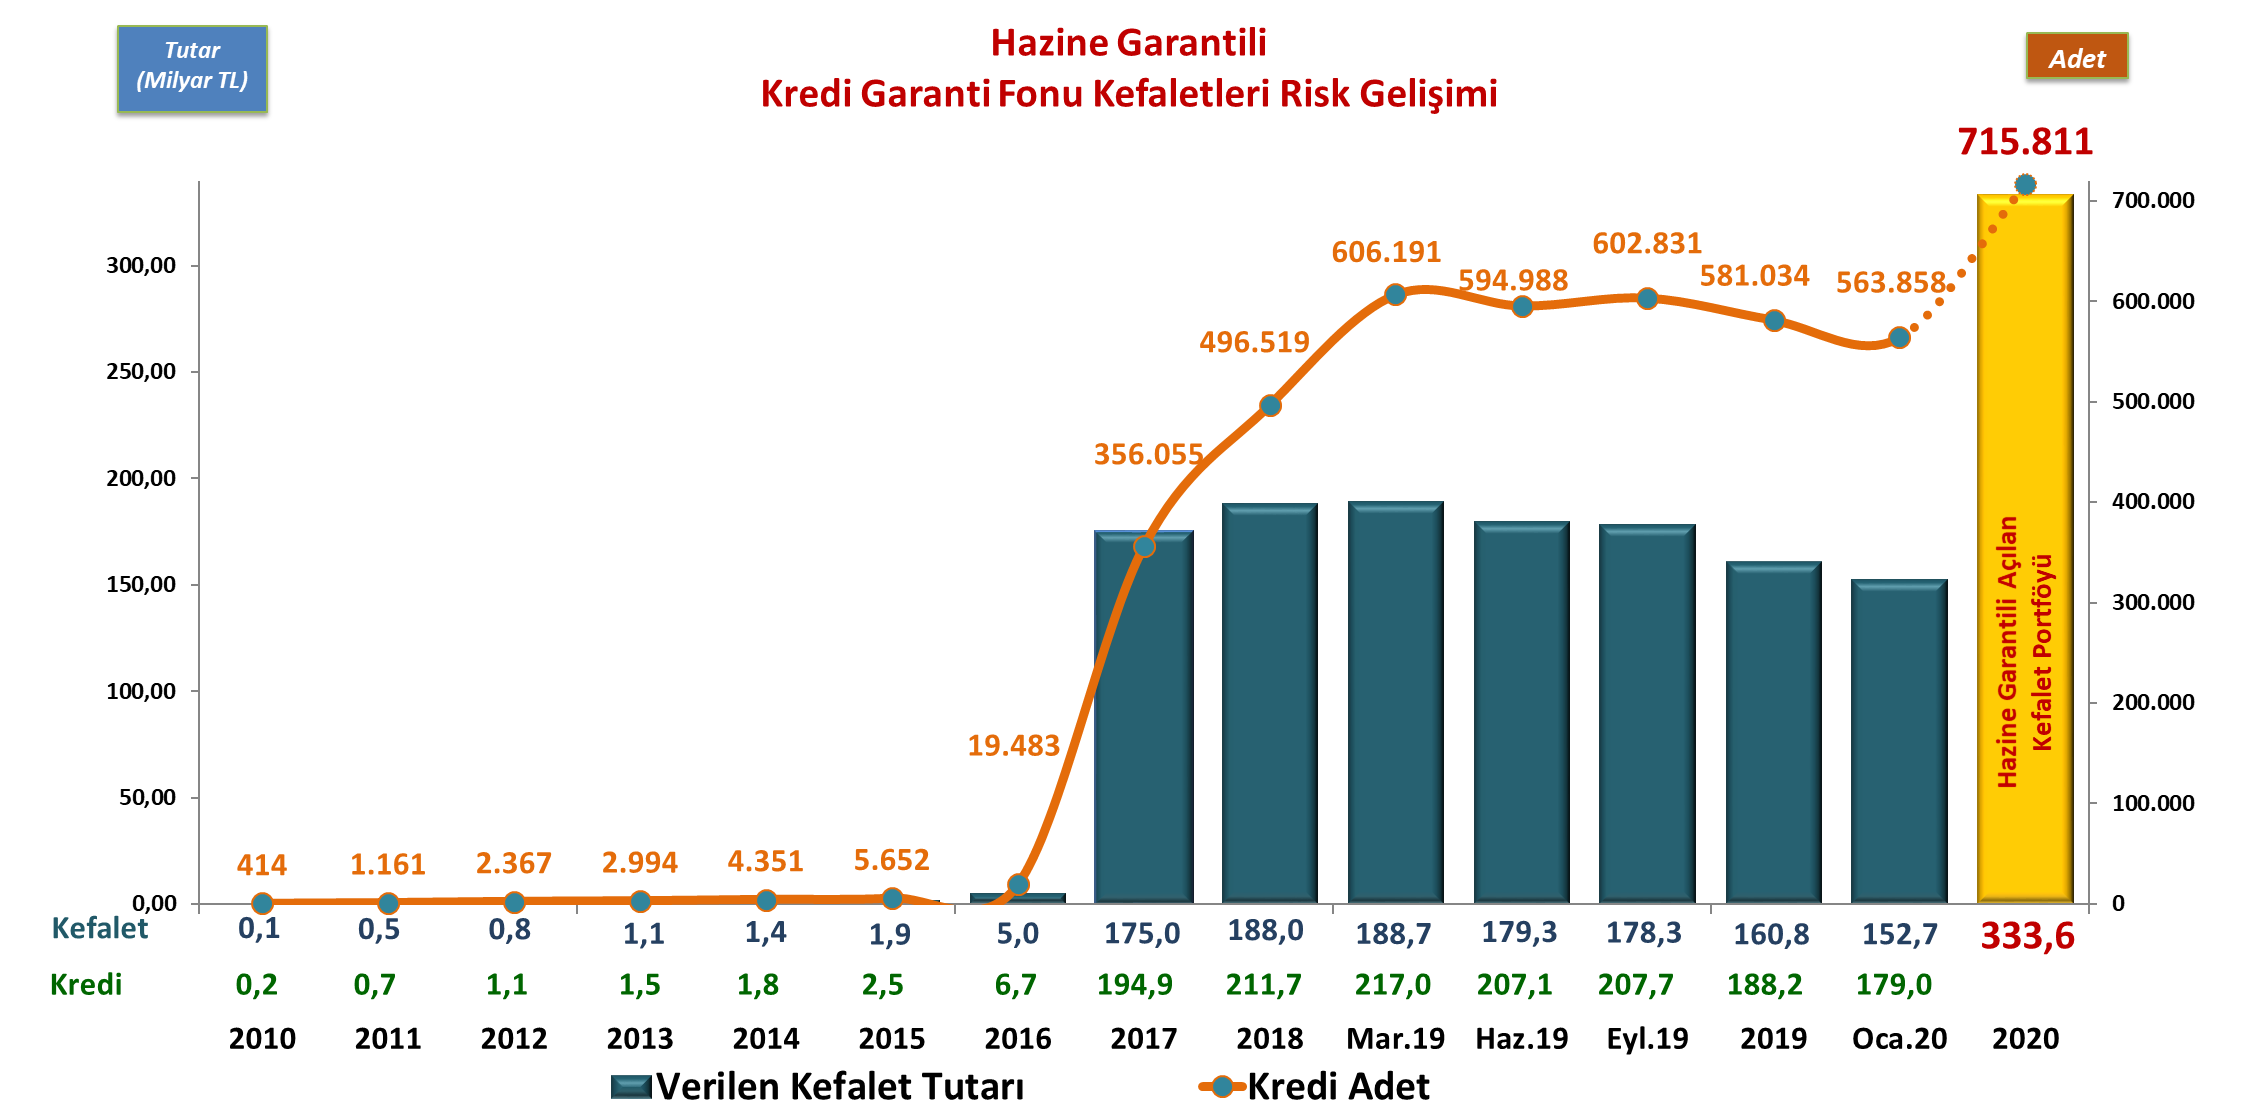 Tutar
(Milyar TL)
Hazine Garantili
Kredi Garanti Fonu Kefaletleri Risk Gelişimi
Adet
715.811
300,00
250,00
200,00
150,00
100,00
50,00
0,00
700.000
600.000
500.000
400.000
300.000
200.000
100.000
0
414
1.161
2.367
2.994
4.351
5.652
19.483
356.055
496.519
606.191
594.988
602.831
581.034
563.858
Hazine Garantili Açılan
Kefalet Portföyü
Kefalet 0,1 0,5 0,8 1,1 1,4 1,9 5,0 175,0 188,0 188,7 179,3 178,3 160,8 152,7 333,6
Kredi 0,2 0,7 1,1 1,5 1,8 2,5 6,7 194,9 211,7 217,0 207,1 207,7 188,2 179,0
2010 2011 2012 2013 2014 2015 2016 2017 2018 Mar.19 Haz.19 Eyl.19 2019 Oca.20 2020
Verilen Kefalet Tutarı Kredi Adet